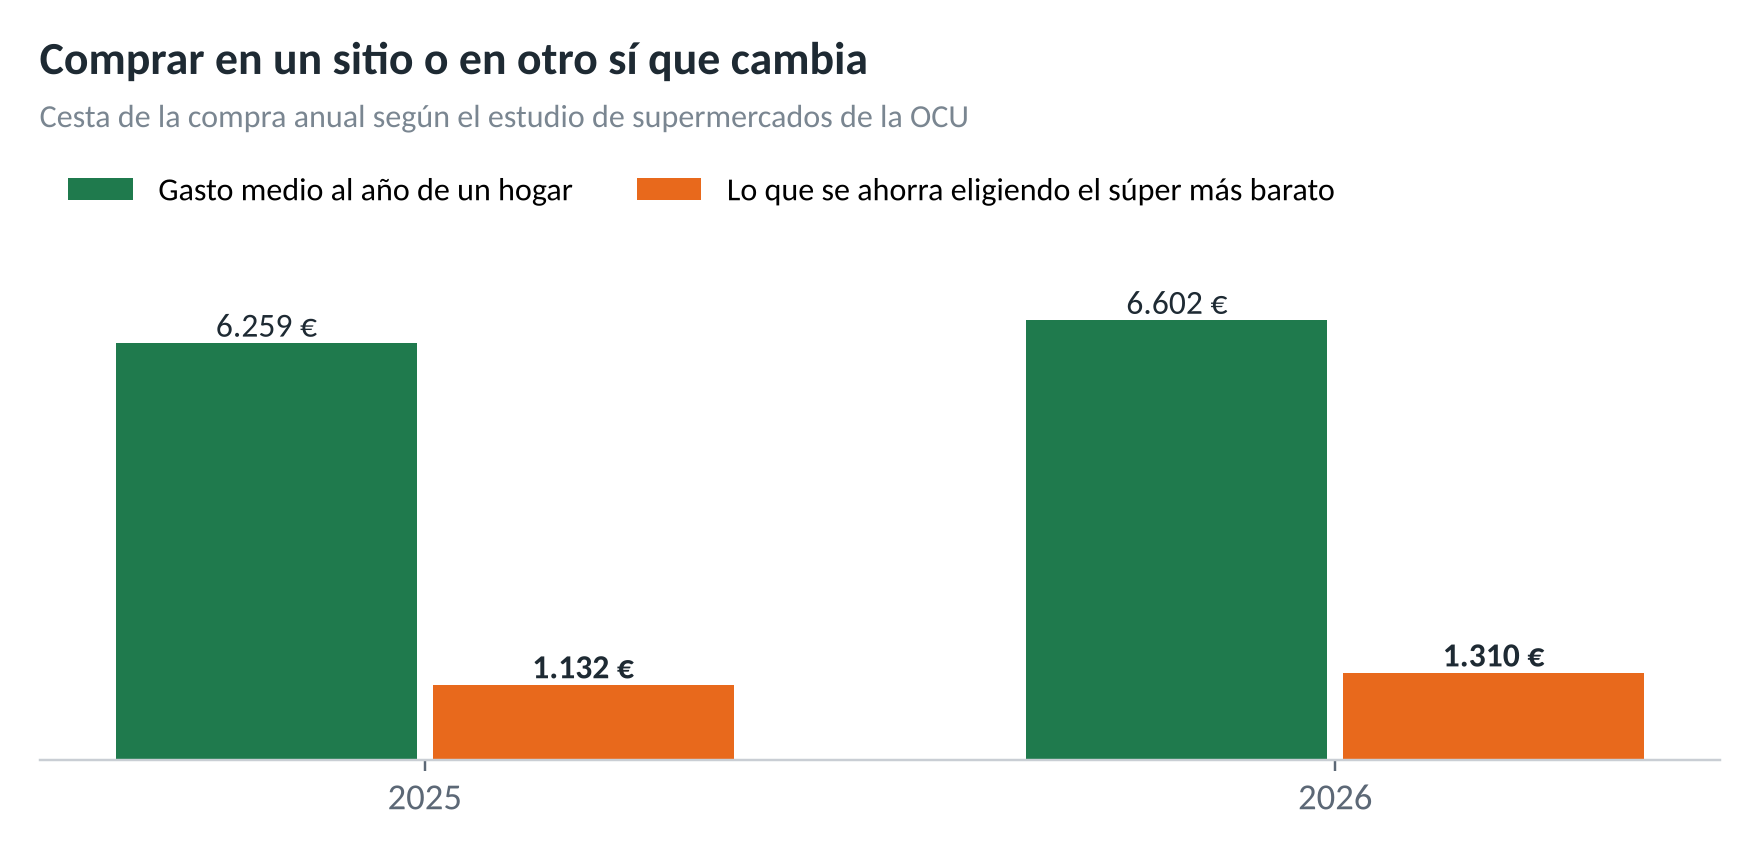 Comprar en un sitio o en otro sí que cambia
Cesta de la compra anual según el estudio de supermercados de la OCU
Gasto medio al año de un hogar
Lo que se ahorra eligiendo el súper más barato
6.259 €
1.132 €
6.602 €
1.310 €
2025
2026